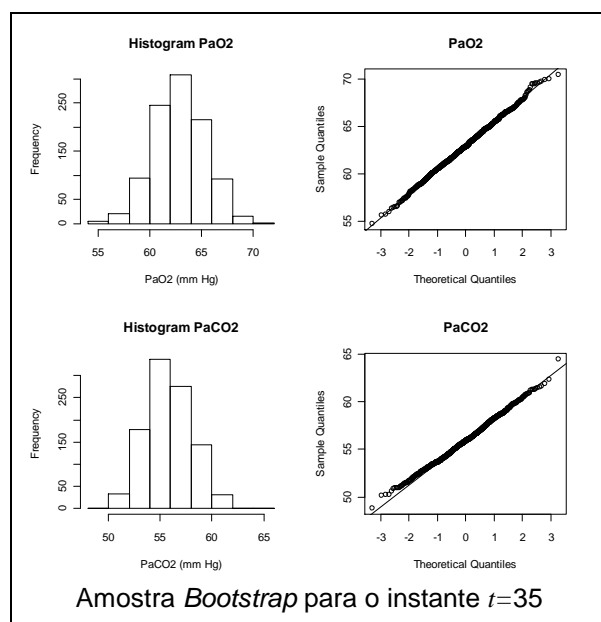 Histogram PaO2
Frequency
0
50
150
250
55
60
65
70
PaO2 (mm Hg)
PaO2
Sample Quantiles
55
60
65
70
-3
-2
-1
0
1
2
3
Theoretical Quantiles
Histogram PaCO2
Frequency
0
50
150
250
50
55
60
65
PaCO2 (mm Hg)
PaCO2
Sample Quantiles
50
55
60
65
-3
-2
-1
0
1
2
3
Theoretical Quantiles
Amostra Bootstrap para o instante t=35